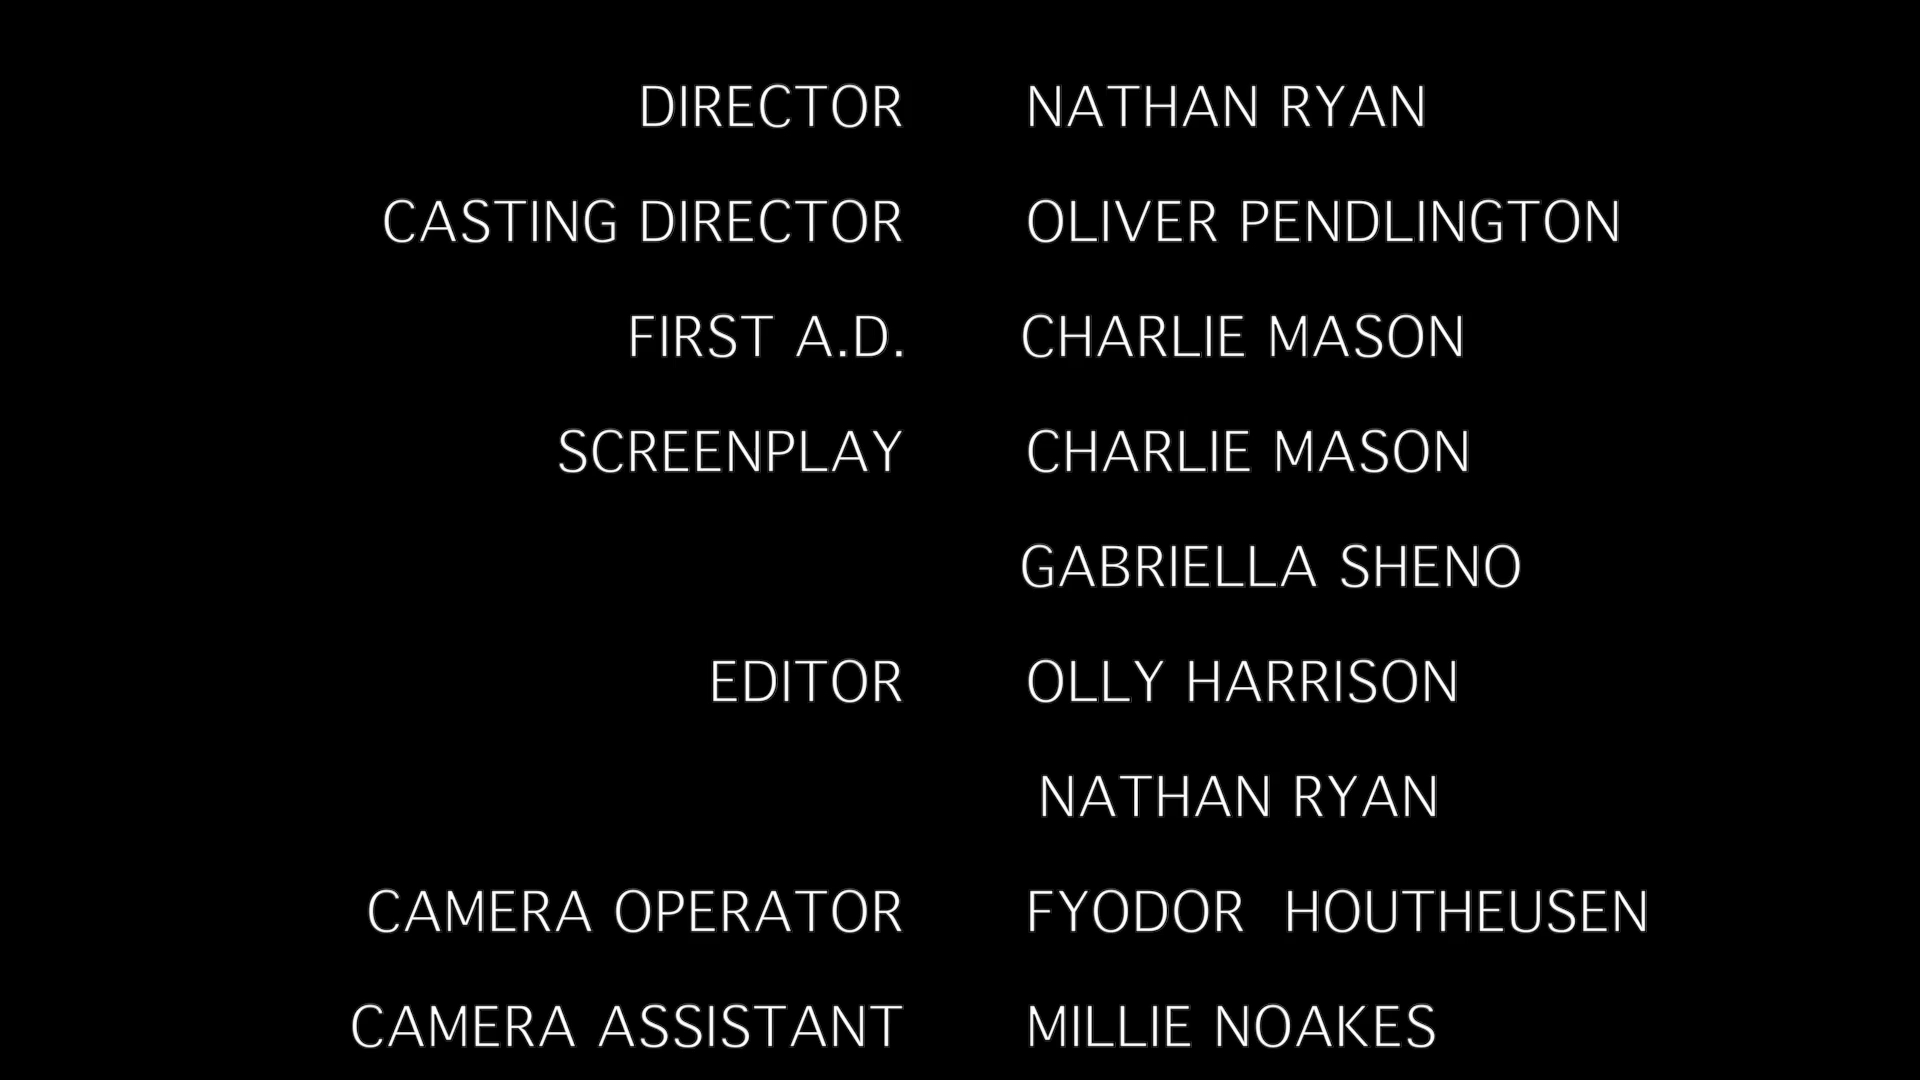 DIRECTOR NATHAN RYAN
CASTING DIRECTOR OLIVER PENDLINGTON
FIRST A.D. CHARLIE MASON
SCREENPLAY CHARLIE MASON
GABRIELLA SHENO
EDITOR OLLY HARRISON
NATHAN RYAN
CAMERA OPERATOR FYODOR HOUTHEUSEN
CAMERA ASSISTANT MILLIE NOAKES